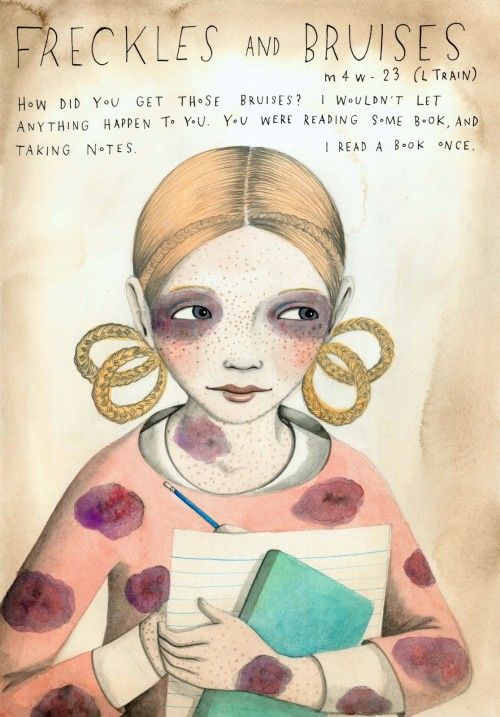 FRECKLES AND BRUISES
m4w - 23 (L TRAIN)
HOW DID YOU GET THOSE BRUISES? I WOULDN'T LET
ANYTHING HAPPEN TO YOU. YOU WERE READING SOME BOOK, AND
TAKING NOTES. I READ A BOOK ONCE.